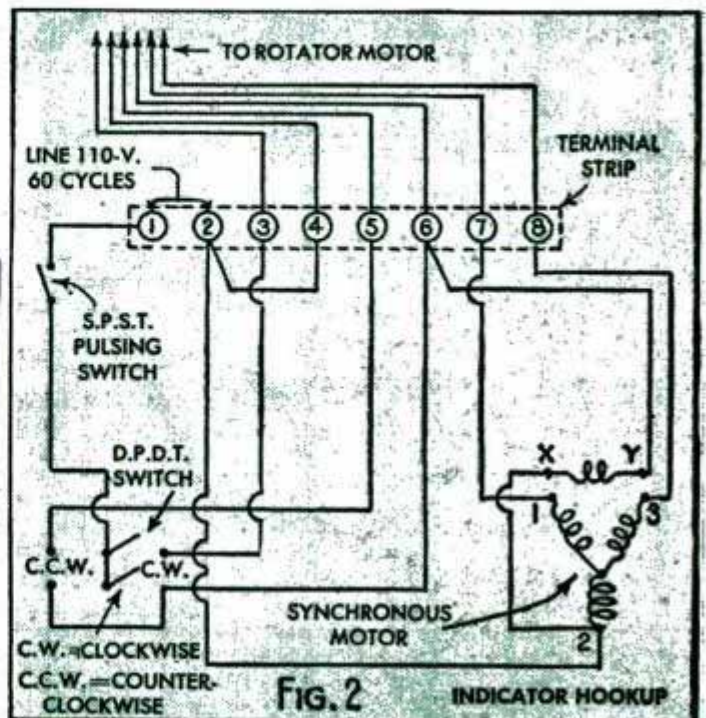 TO ROTATOR MOTOR
LINE 110-V.
60 CYCLES
TERMINAL
STRIP
1 2 3 4 5 6 7 8
S.P.S.T.
PULSING
SWITCH
D.P.D.T.
SWITCH
X Y
1 3
C.C.W. C.W.
SYNCHRONOUS
MOTOR
2
C.W.=CLOCKWISE
C.C.W.=COUNTER-
CLOCKWISE
FIG. 2
INDICATOR HOOKUP